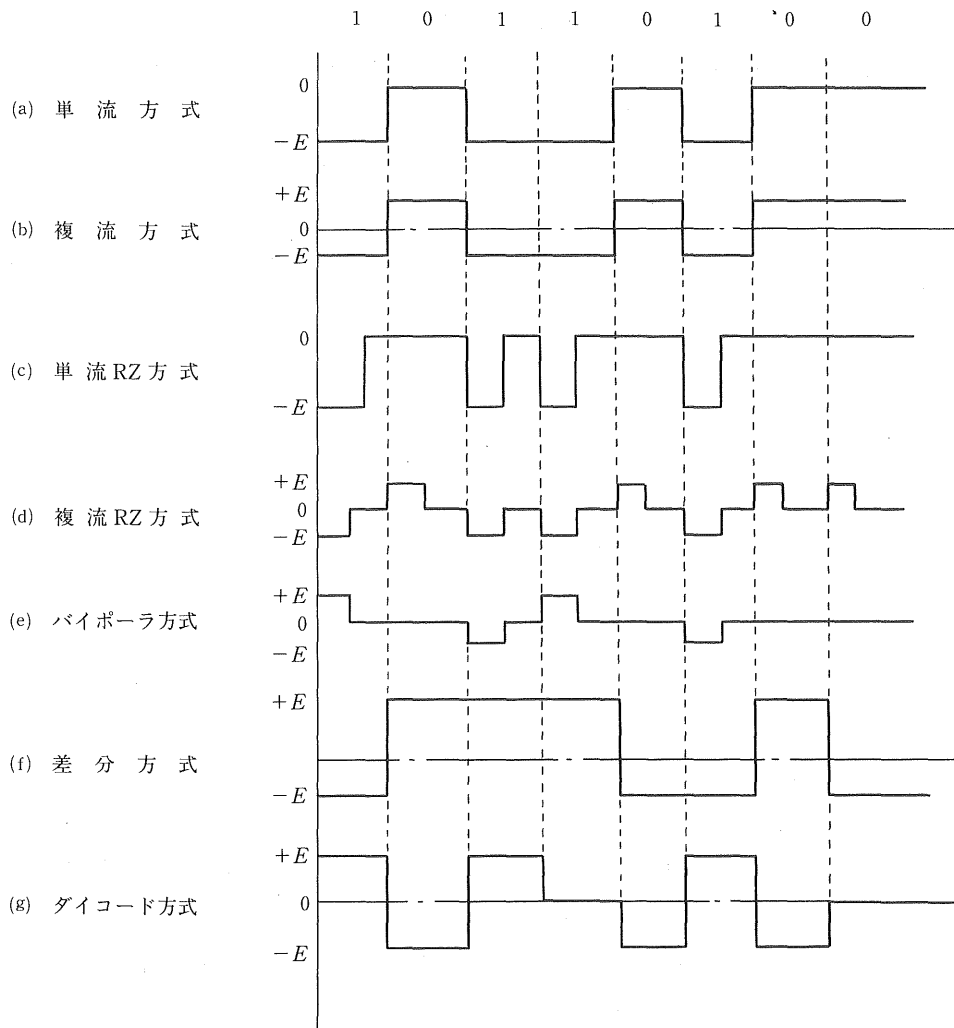 1 0 1 1 0 1 0 0
0
(a) 単流方式
−E
+E
(b) 複流方式 0
−E
0
(c) 単流RZ方式
−E
+E
(d) 複流RZ方式 0
−E
+E
(e) バイポーラ方式 0
−E
+E
(f) 差分方式
−E
+E
(g) ダイコード方式 0
−E